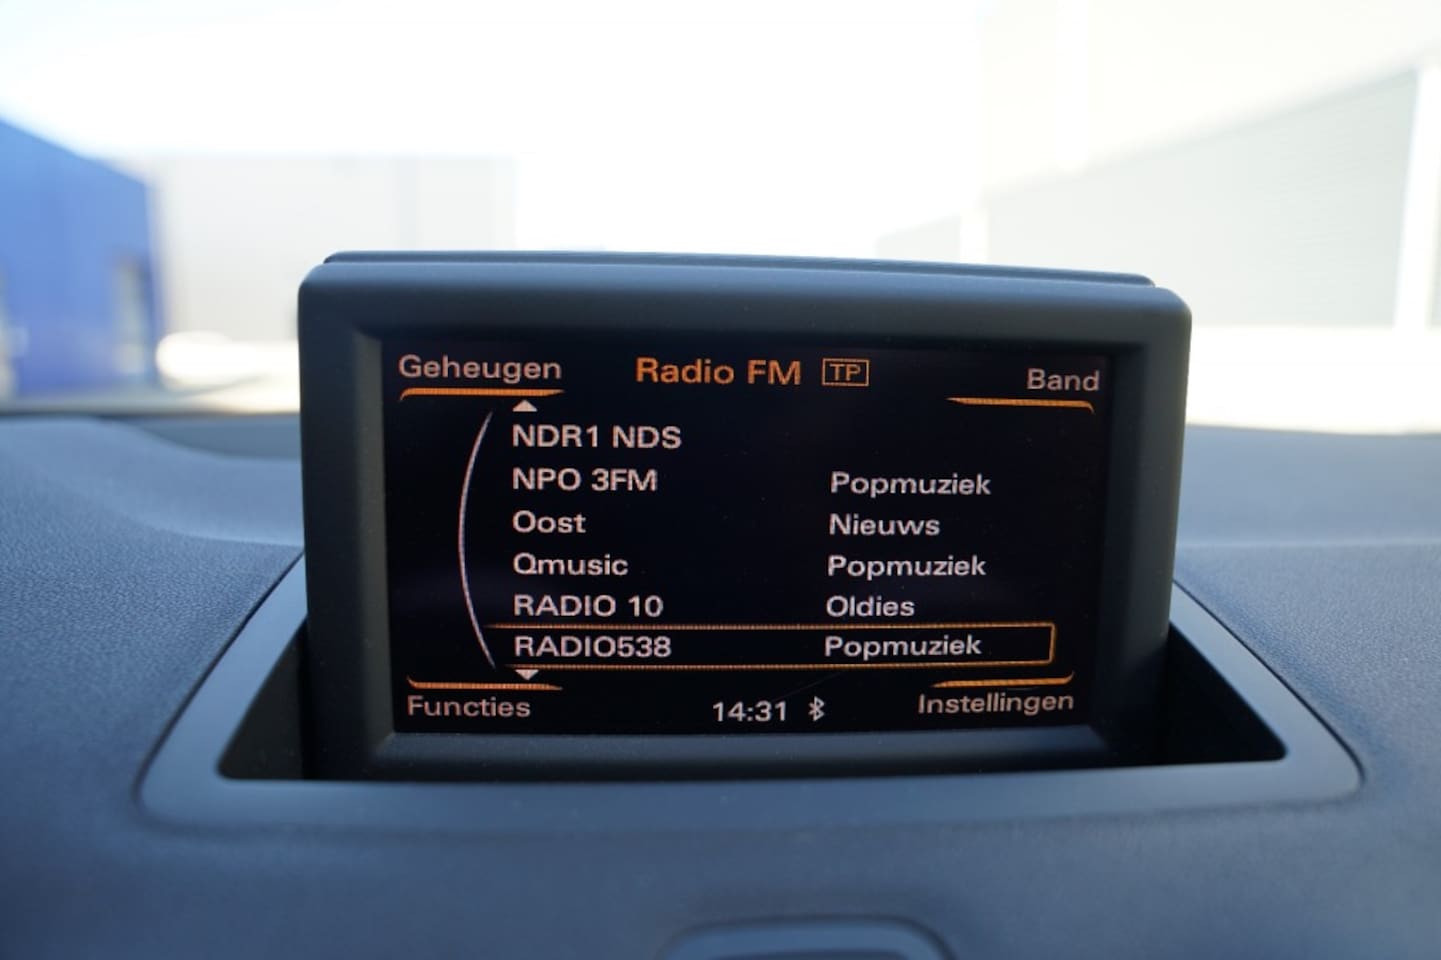 Geheugen Radio FM TP Band
NDR1 NDS
NPO 3FM Popmuziek
Oost Nieuws
Qmusic Popmuziek
RADIO 10 Oldies
RADIO538 Popmuziek
Functies 14:31 Instellingen